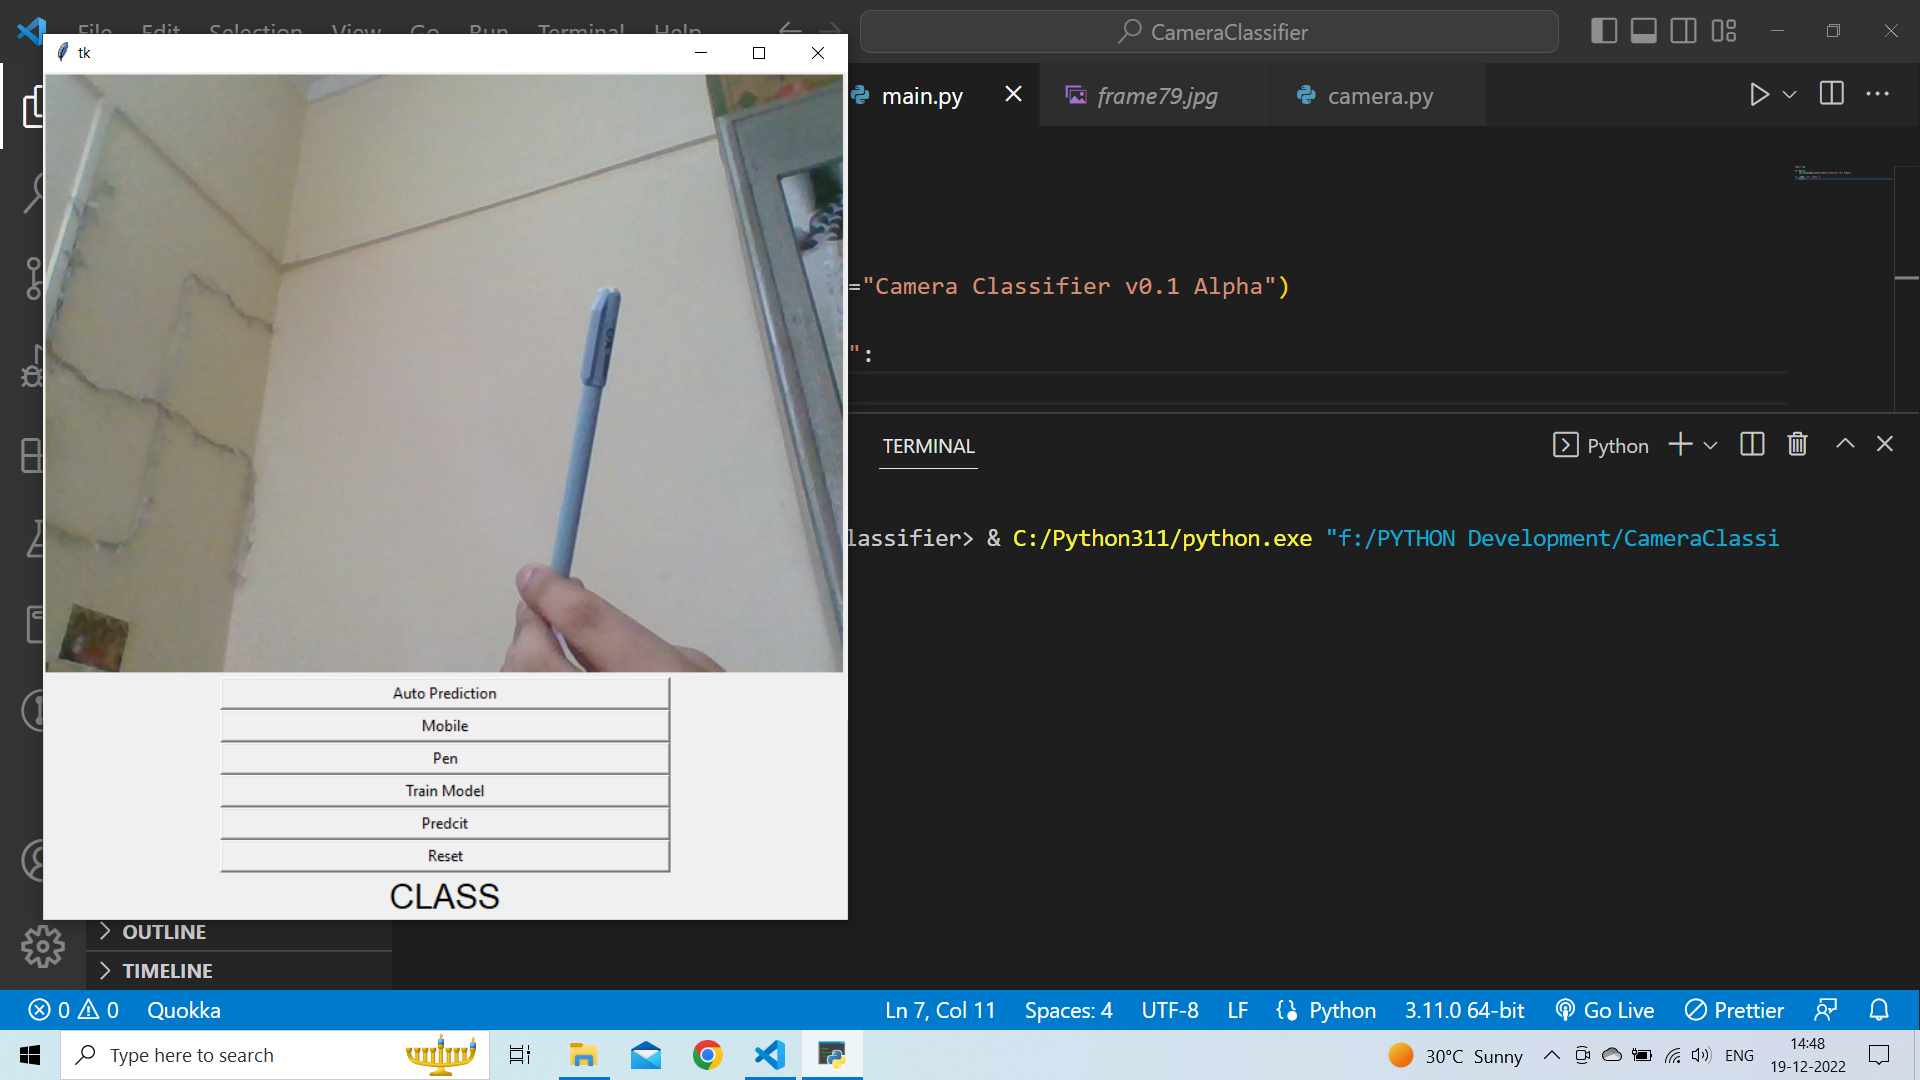 File Edit Selection View Go Run Terminal Help
CameraClassifier
tk
main.py
frame79.jpg
camera.py
="Camera Classifier v0.1 Alpha")
":
TERMINAL
Python
lassifier> & C:/Python311/python.exe "f:/PYTHON Development/CameraClassi
Auto Prediction
Mobile
Pen
Train Model
Predcit
Reset
CLASS
OUTLINE
TIMELINE
0 0 Quokka
Ln 7, Col 11 Spaces: 4 UTF-8 LF Python 3.11.0 64-bit Go Live Prettier
Type here to search
30°C Sunny
ENG
14:48
19-12-2022